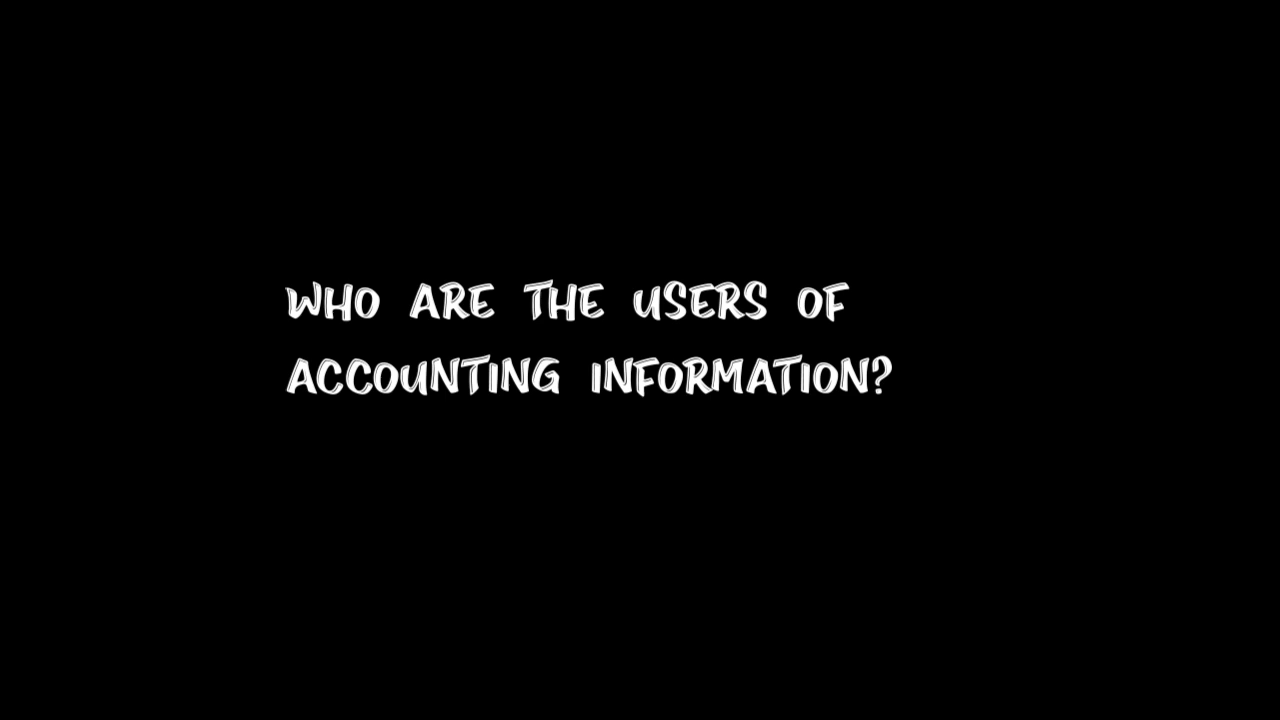 WHO ARE THE USERS OF
ACCOUNTING INFORMATION?